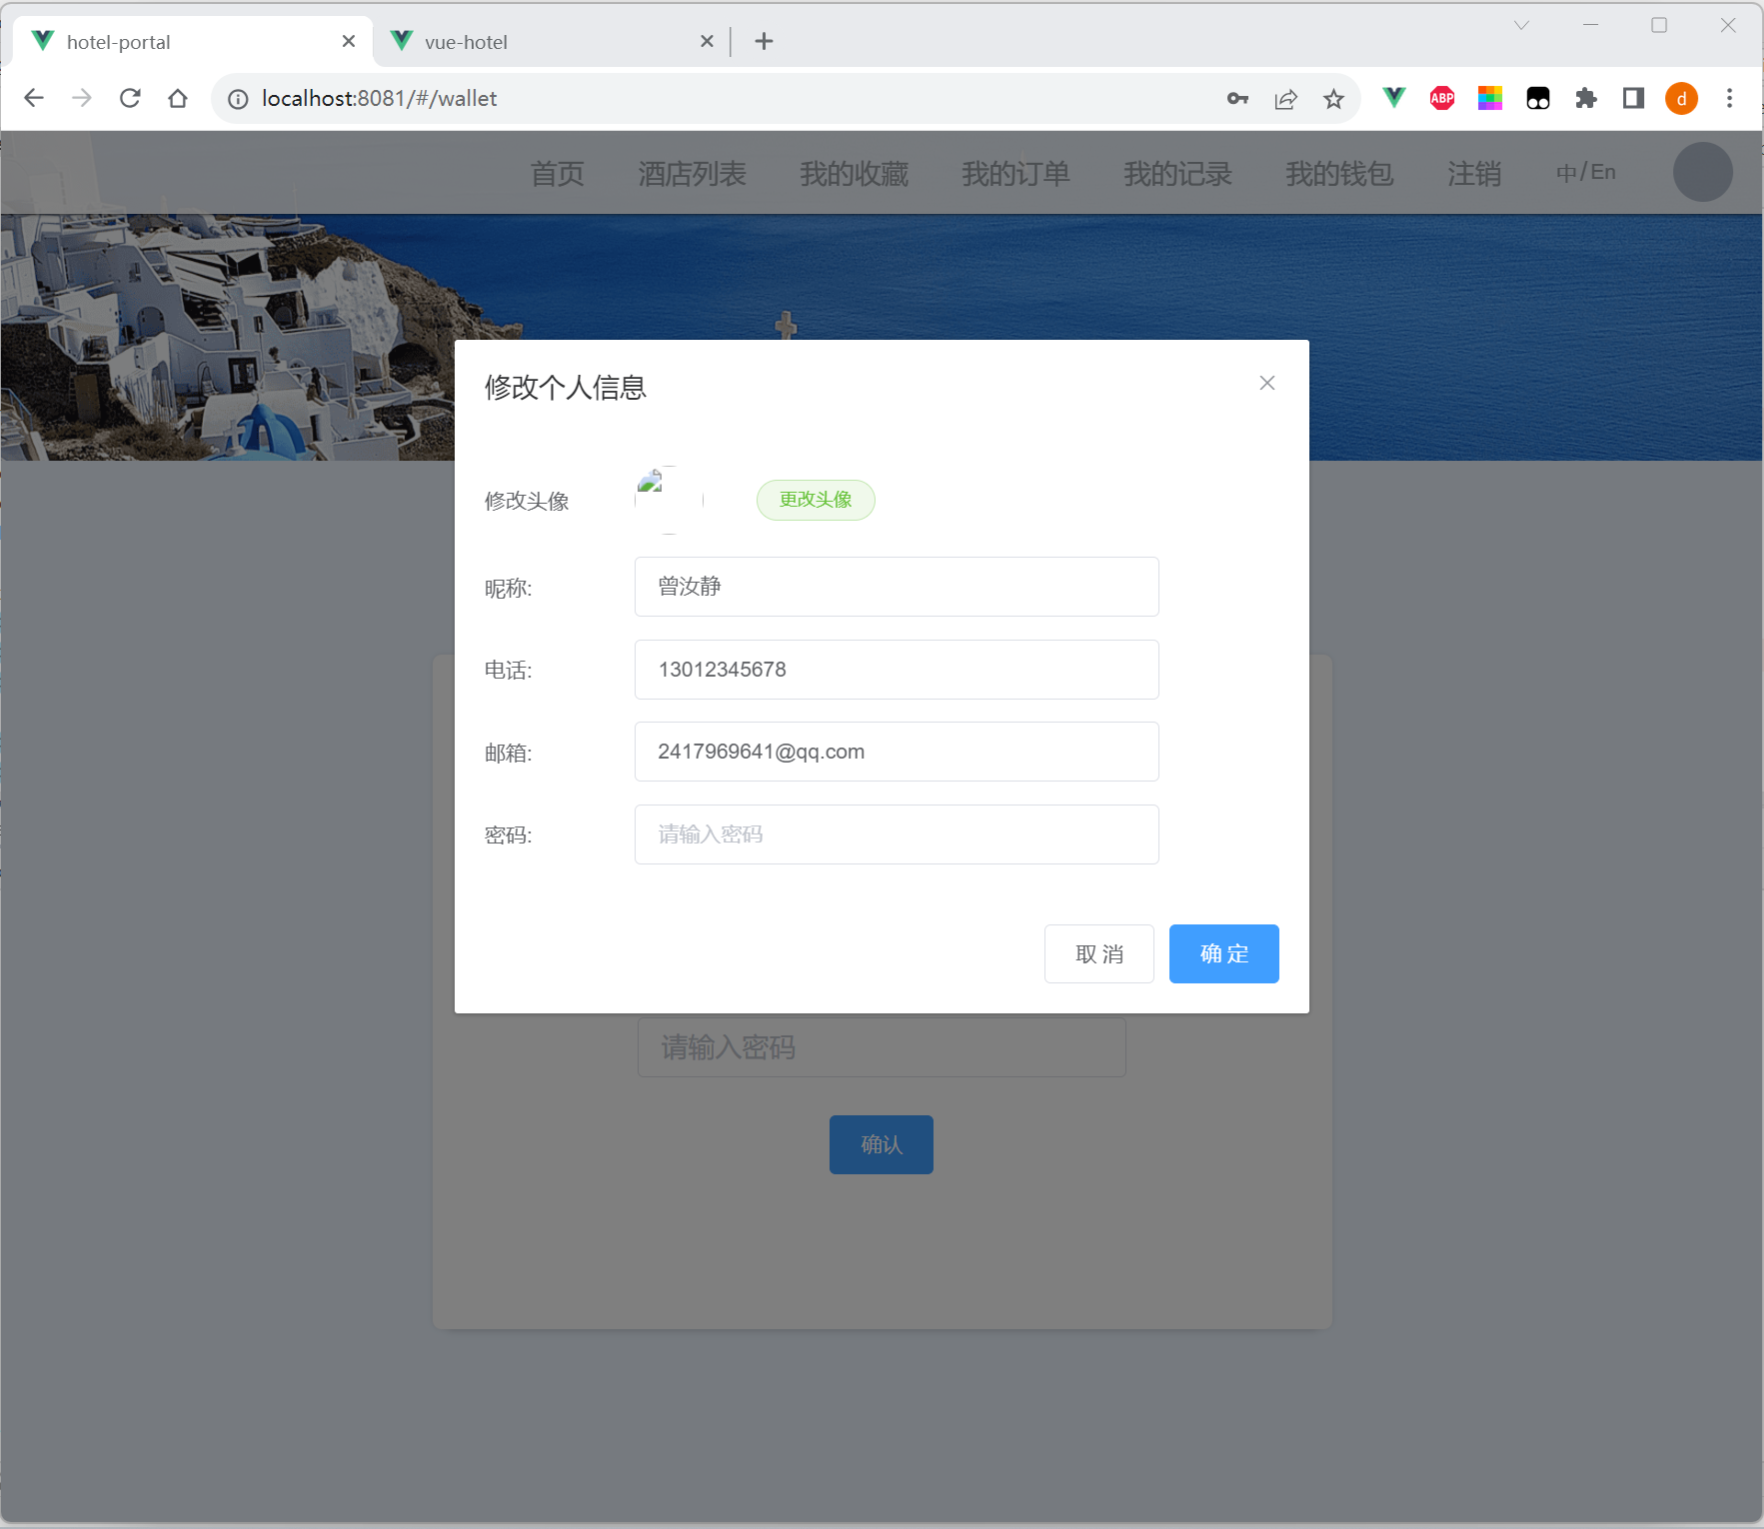 hotel-portal
vue-hotel
localhost:8081/#/wallet
ABP
d
首页 酒店列表 我的收藏 我的订单 我的记录 我的钱包 注销 中/En
修改个人信息
修改头像 更改头像
昵称: 曾汝静
电话: 13012345678
邮箱: 2417969641@qq.com
密码: 请输入密码
取 消 确 定
请输入密码
确认